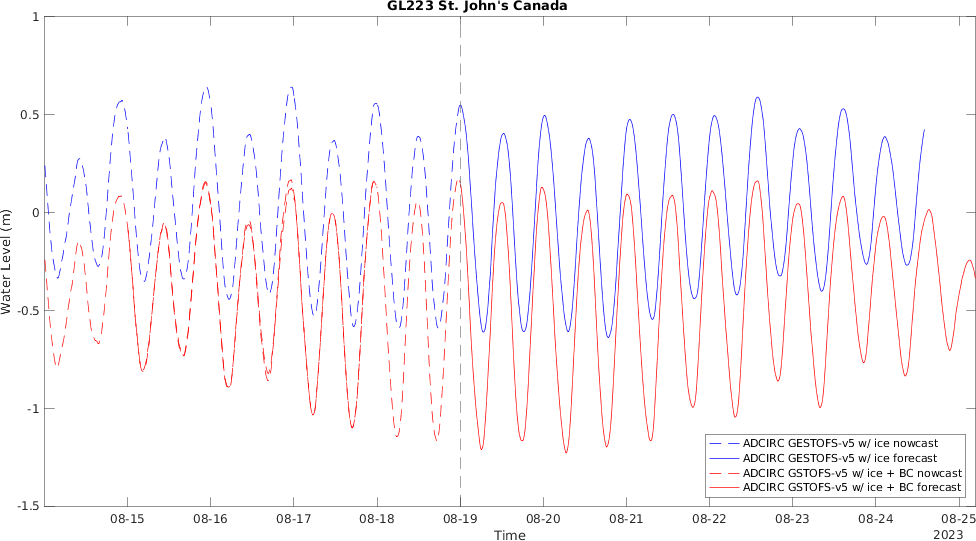 GL223 St. John's Canada
1
0.5
0
-0.5
-1
-1.5
Water Level (m)
ADCIRC GESTOFS-v5 w/ ice nowcast
ADCIRC GESTOFS-v5 w/ ice forecast
ADCIRC GSTOFS-v5 w/ ice + BC nowcast
ADCIRC GSTOFS-v5 w/ ice + BC forecast
08-15 08-16 08-17 08-18 08-19 08-20 08-21 08-22 08-23 08-24 08-25
Time
2023